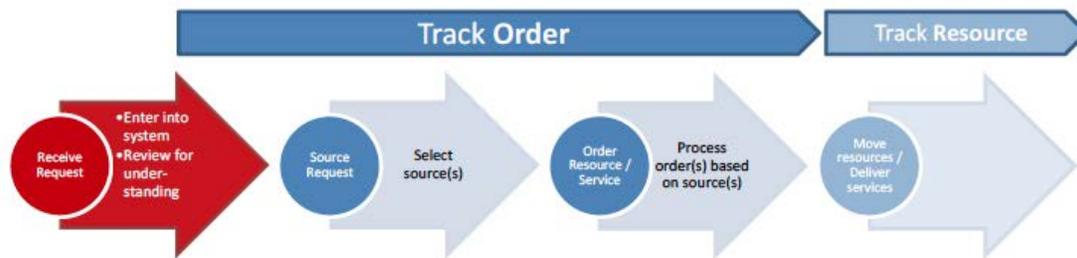 Track Order
Track Resource
Receive
Request
•Enter into
system
•Review for
under-
standing
Source
Request
Select
source(s)
Order
Resource /
Service
Process
order(s) based
on source(s)
Move
resources /
Deliver
services